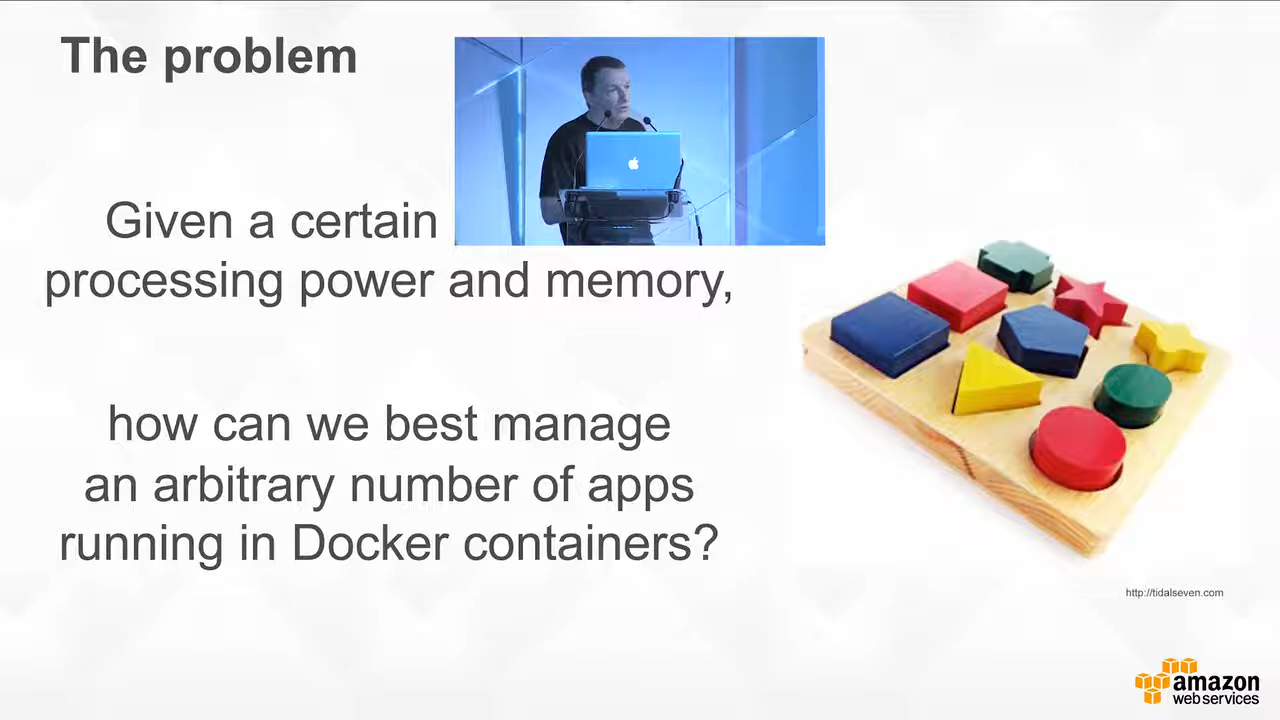 The problem
Given a certain
processing power and memory,
how can we best manage
an arbitrary number of apps
running in Docker containers?
http://tidalseven.com
amazon
web services